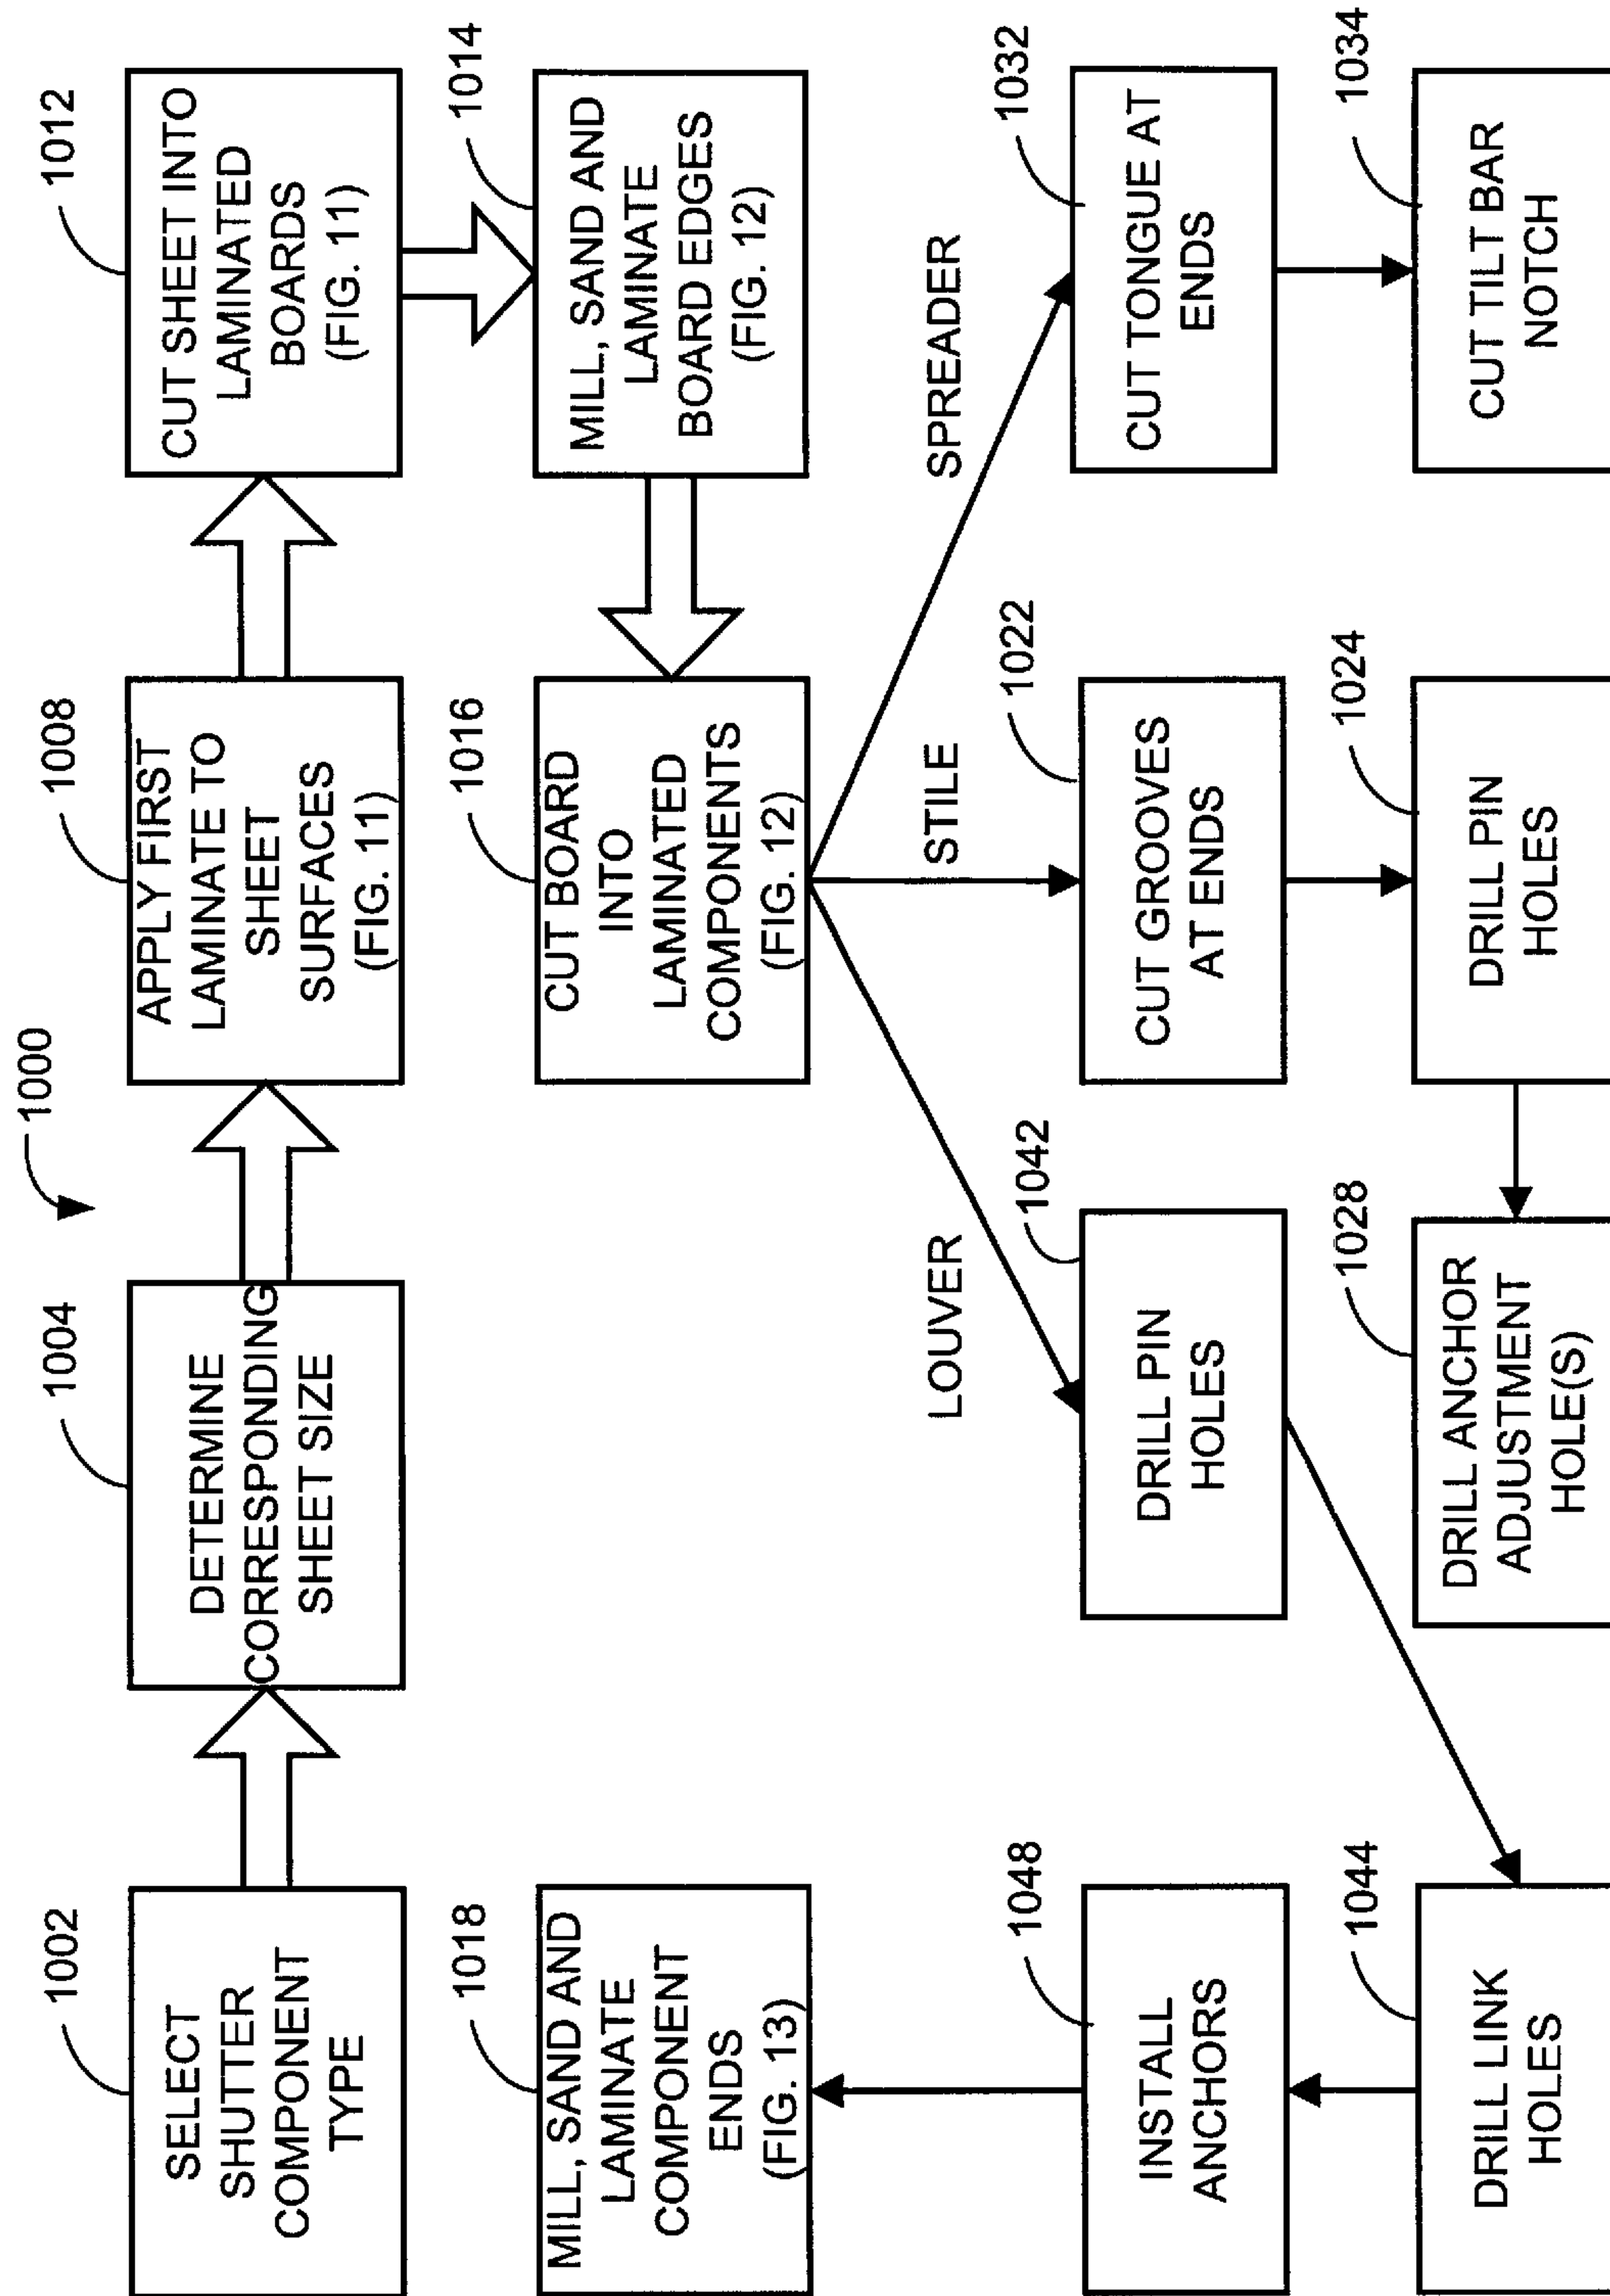 1000
1002
SELECT
SHUTTER
COMPONENT
TYPE
1004
DETERMINE
CORRESPONDING
SHEET SIZE
1008
APPLY FIRST
LAMINATE TO
SHEET
SURFACES
(FIG. 11)
1012
CUT SHEET INTO
LAMINATED
BOARDS
(FIG. 11)
1018
MILL, SAND AND
LAMINATE
COMPONENT
ENDS
(FIG. 13)
1016
CUT BOARD
INTO
LAMINATED
COMPONENTS
(FIG. 12)
1014
MILL, SAND AND
LAMINATE
BOARD EDGES
(FIG. 12)
LOUVER
STILE
SPREADER
1048
INSTALL
ANCHORS
1042
DRILL PIN
HOLES
1022
CUT GROOVES
AT ENDS
1032
CUT TONGUE AT
ENDS
1044
DRILL LINK
HOLES
1028
DRILL ANCHOR
ADJUSTMENT
HOLE(S)
1024
DRILL PIN
HOLES
1034
CUT TILT BAR
NOTCH